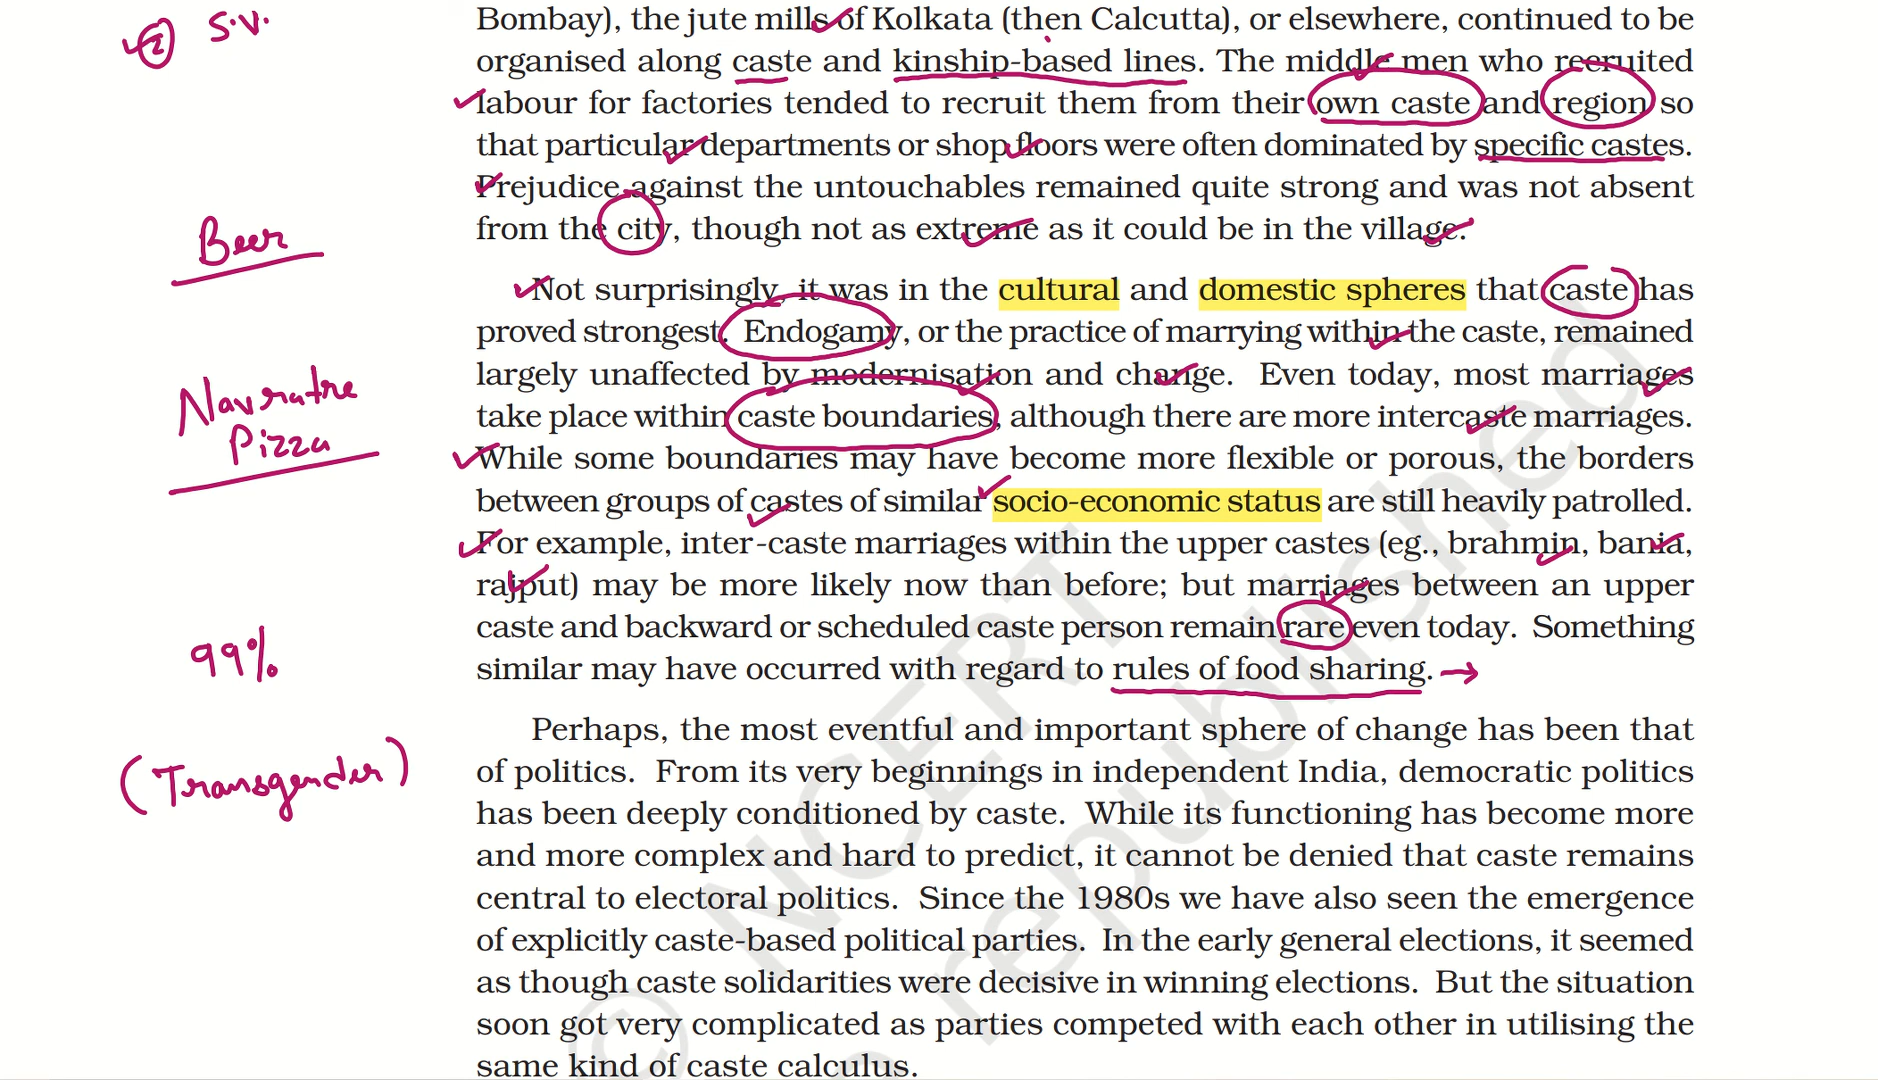 ② S.V.
Bombay), the jute mills of Kolkata (then Calcutta), or elsewhere, continued to be
organised along caste and kinship-based lines. The middle men who recruited
labour for factories tended to recruit them from their own caste and region so
that particular departments or shop floors were often dominated by specific castes.
Prejudice against the untouchables remained quite strong and was not absent
from the city, though not as extreme as it could be in the village.
Beer
Not surprisingly, it was in the cultural and domestic spheres that caste has
proved strongest. Endogamy, or the practice of marrying within the caste, remained
largely unaffected by modernisation and change. Even today, most marriages
take place within caste boundaries, although there are more intercaste marriages.
While some boundaries may have become more flexible or porous, the borders
between groups of castes of similar socio-economic status are still heavily patrolled.
For example, inter-caste marriages within the upper castes (eg., brahmin, bania,
rajput) may be more likely now than before; but marriages between an upper
caste and backward or scheduled caste person remain rare even today. Something
similar may have occurred with regard to rules of food sharing. →
Navratre
Pizza
99%
(Transgender)
Perhaps, the most eventful and important sphere of change has been that
of politics. From its very beginnings in independent India, democratic politics
has been deeply conditioned by caste. While its functioning has become more
and more complex and hard to predict, it cannot be denied that caste remains
central to electoral politics. Since the 1980s we have also seen the emergence
of explicitly caste-based political parties. In the early general elections, it seemed
as though caste solidarities were decisive in winning elections. But the situation
soon got very complicated as parties competed with each other in utilising the
same kind of caste calculus.
© NCERT
republished